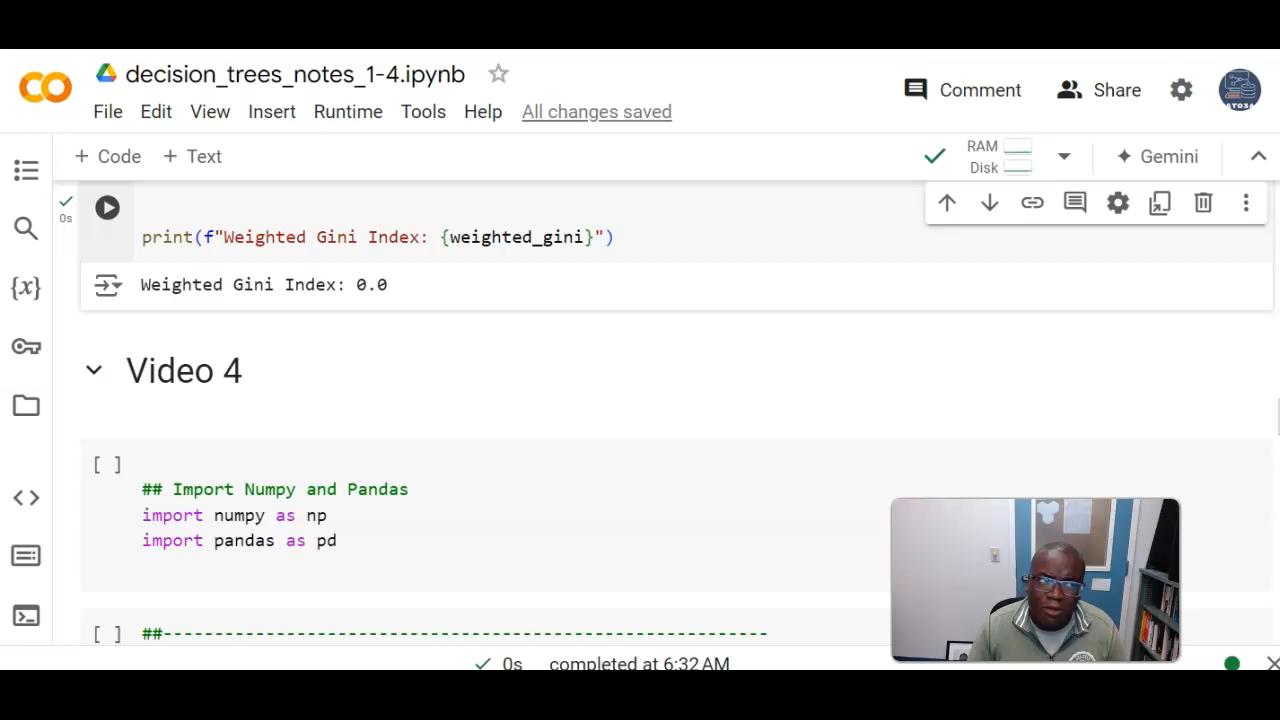 decision_trees_notes_1-4.ipynb
Comment
Share
File Edit View Insert Runtime Tools Help All changes saved
+ Code + Text
RAM
Disk
Gemini
0s
print(f"Weighted Gini Index: {weighted_gini}")
Weighted Gini Index: 0.0
Video 4
[ ]
## Import Numpy and Pandas
import numpy as np
import pandas as pd
[ ] ##-----------------------------------------------------------
0s completed at 6:32 AM